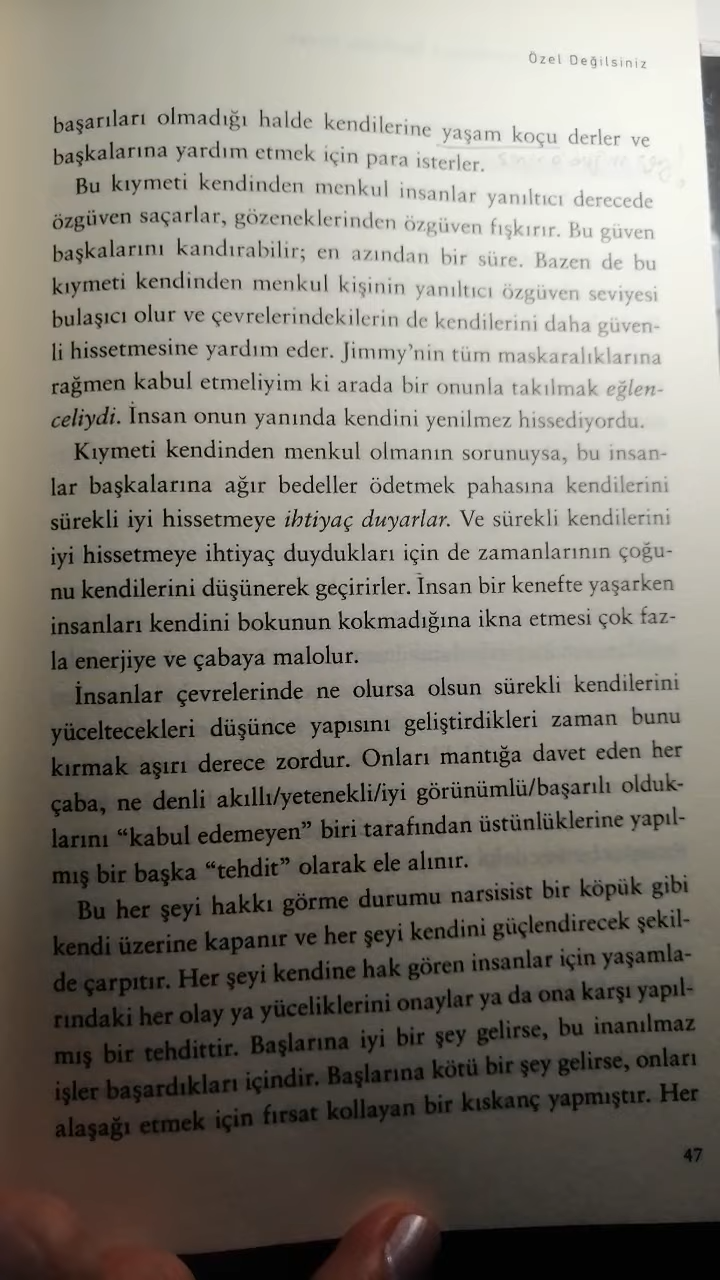 Özel Değilsiniz
başarıları olmadığı halde kendilerine yaşam koçu derler ve
başkalarına yardım etmek için para isterler.
Bu kıymeti kendinden menkul insanlar yanıltıcı derecede
özgüven saçarlar, gözeneklerinden özgüven fışkırır. Bu güven
başkalarını kandırabilir; en azından bir süre. Bazen de bu
kıymeti kendinden menkul kişinin yanıltıcı özgüven seviyesi
bulaşıcı olur ve çevrelerindekilerin de kendilerini daha güven-
li hissetmesine yardım eder. Jimmy’nin tüm maskaralıklarına
rağmen kabul etmeliyim ki arada bir onunla takılmak eğlen-
celiydi. İnsan onun yanında kendini yenilmez hissediyordu.
Kıymeti kendinden menkul olmanın sorunuysa, bu insan-
lar başkalarına ağır bedeller ödetmek pahasına kendilerini
sürekli iyi hissetmeye ihtiyaç duyarlar. Ve sürekli kendilerini
iyi hissetmeye ihtiyaç duydukları için de zamanlarının çoğu-
nu kendilerini düşünerek geçirirler. İnsan bir kenefte yaşarken
insanları kendini bokunun kokmadığına ikna etmesi çok faz-
la enerjiye ve çabaya malolur.
İnsanlar çevrelerinde ne olursa olsun sürekli kendilerini
yüceltecekleri düşünce yapısını geliştirdikleri zaman bunu
kırmak aşırı derece zordur. Onları mantığa davet eden her
çaba, ne denli akıllı/yetenekli/iyi görünümlü/başarılı olduk-
larını “kabul edemeyen” biri tarafından üstünlüklerine yapıl-
mış bir başka “tehdit” olarak ele alınır.
Bu her şeyi hakkı görme durumu narsisist bir köpük gibi
kendi üzerine kapanır ve her şeyi kendini güçlendirecek şekil-
de çarpıtır. Her şeyi kendine hak gören insanlar için yaşamla-
rındaki her olay ya yüceliklerini onaylar ya da ona karşı yapıl-
mış bir tehdittir. Başlarına iyi bir şey gelirse, bu inanılmaz
işler başardıkları içindir. Başlarına kötü bir şey gelirse, onları
alaşağı etmek için fırsat kollayan bir kıskanç yapmıştır. Her
47